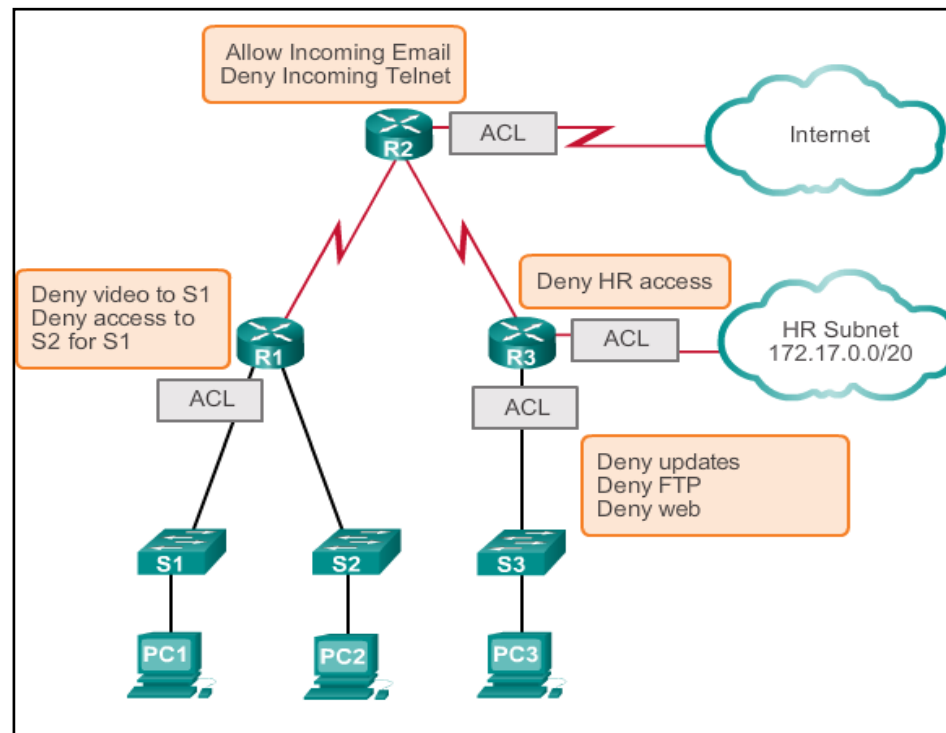 Allow Incoming Email
Deny Incoming Telnet
R2
ACL
Internet
Deny video to S1
Deny access to
S2 for S1
R1
ACL
Deny HR access
R3
ACL
HR Subnet
172.17.0.0/20
ACL
Deny updates
Deny FTP
Deny web
S1
S2
S3
PC1
PC2
PC3